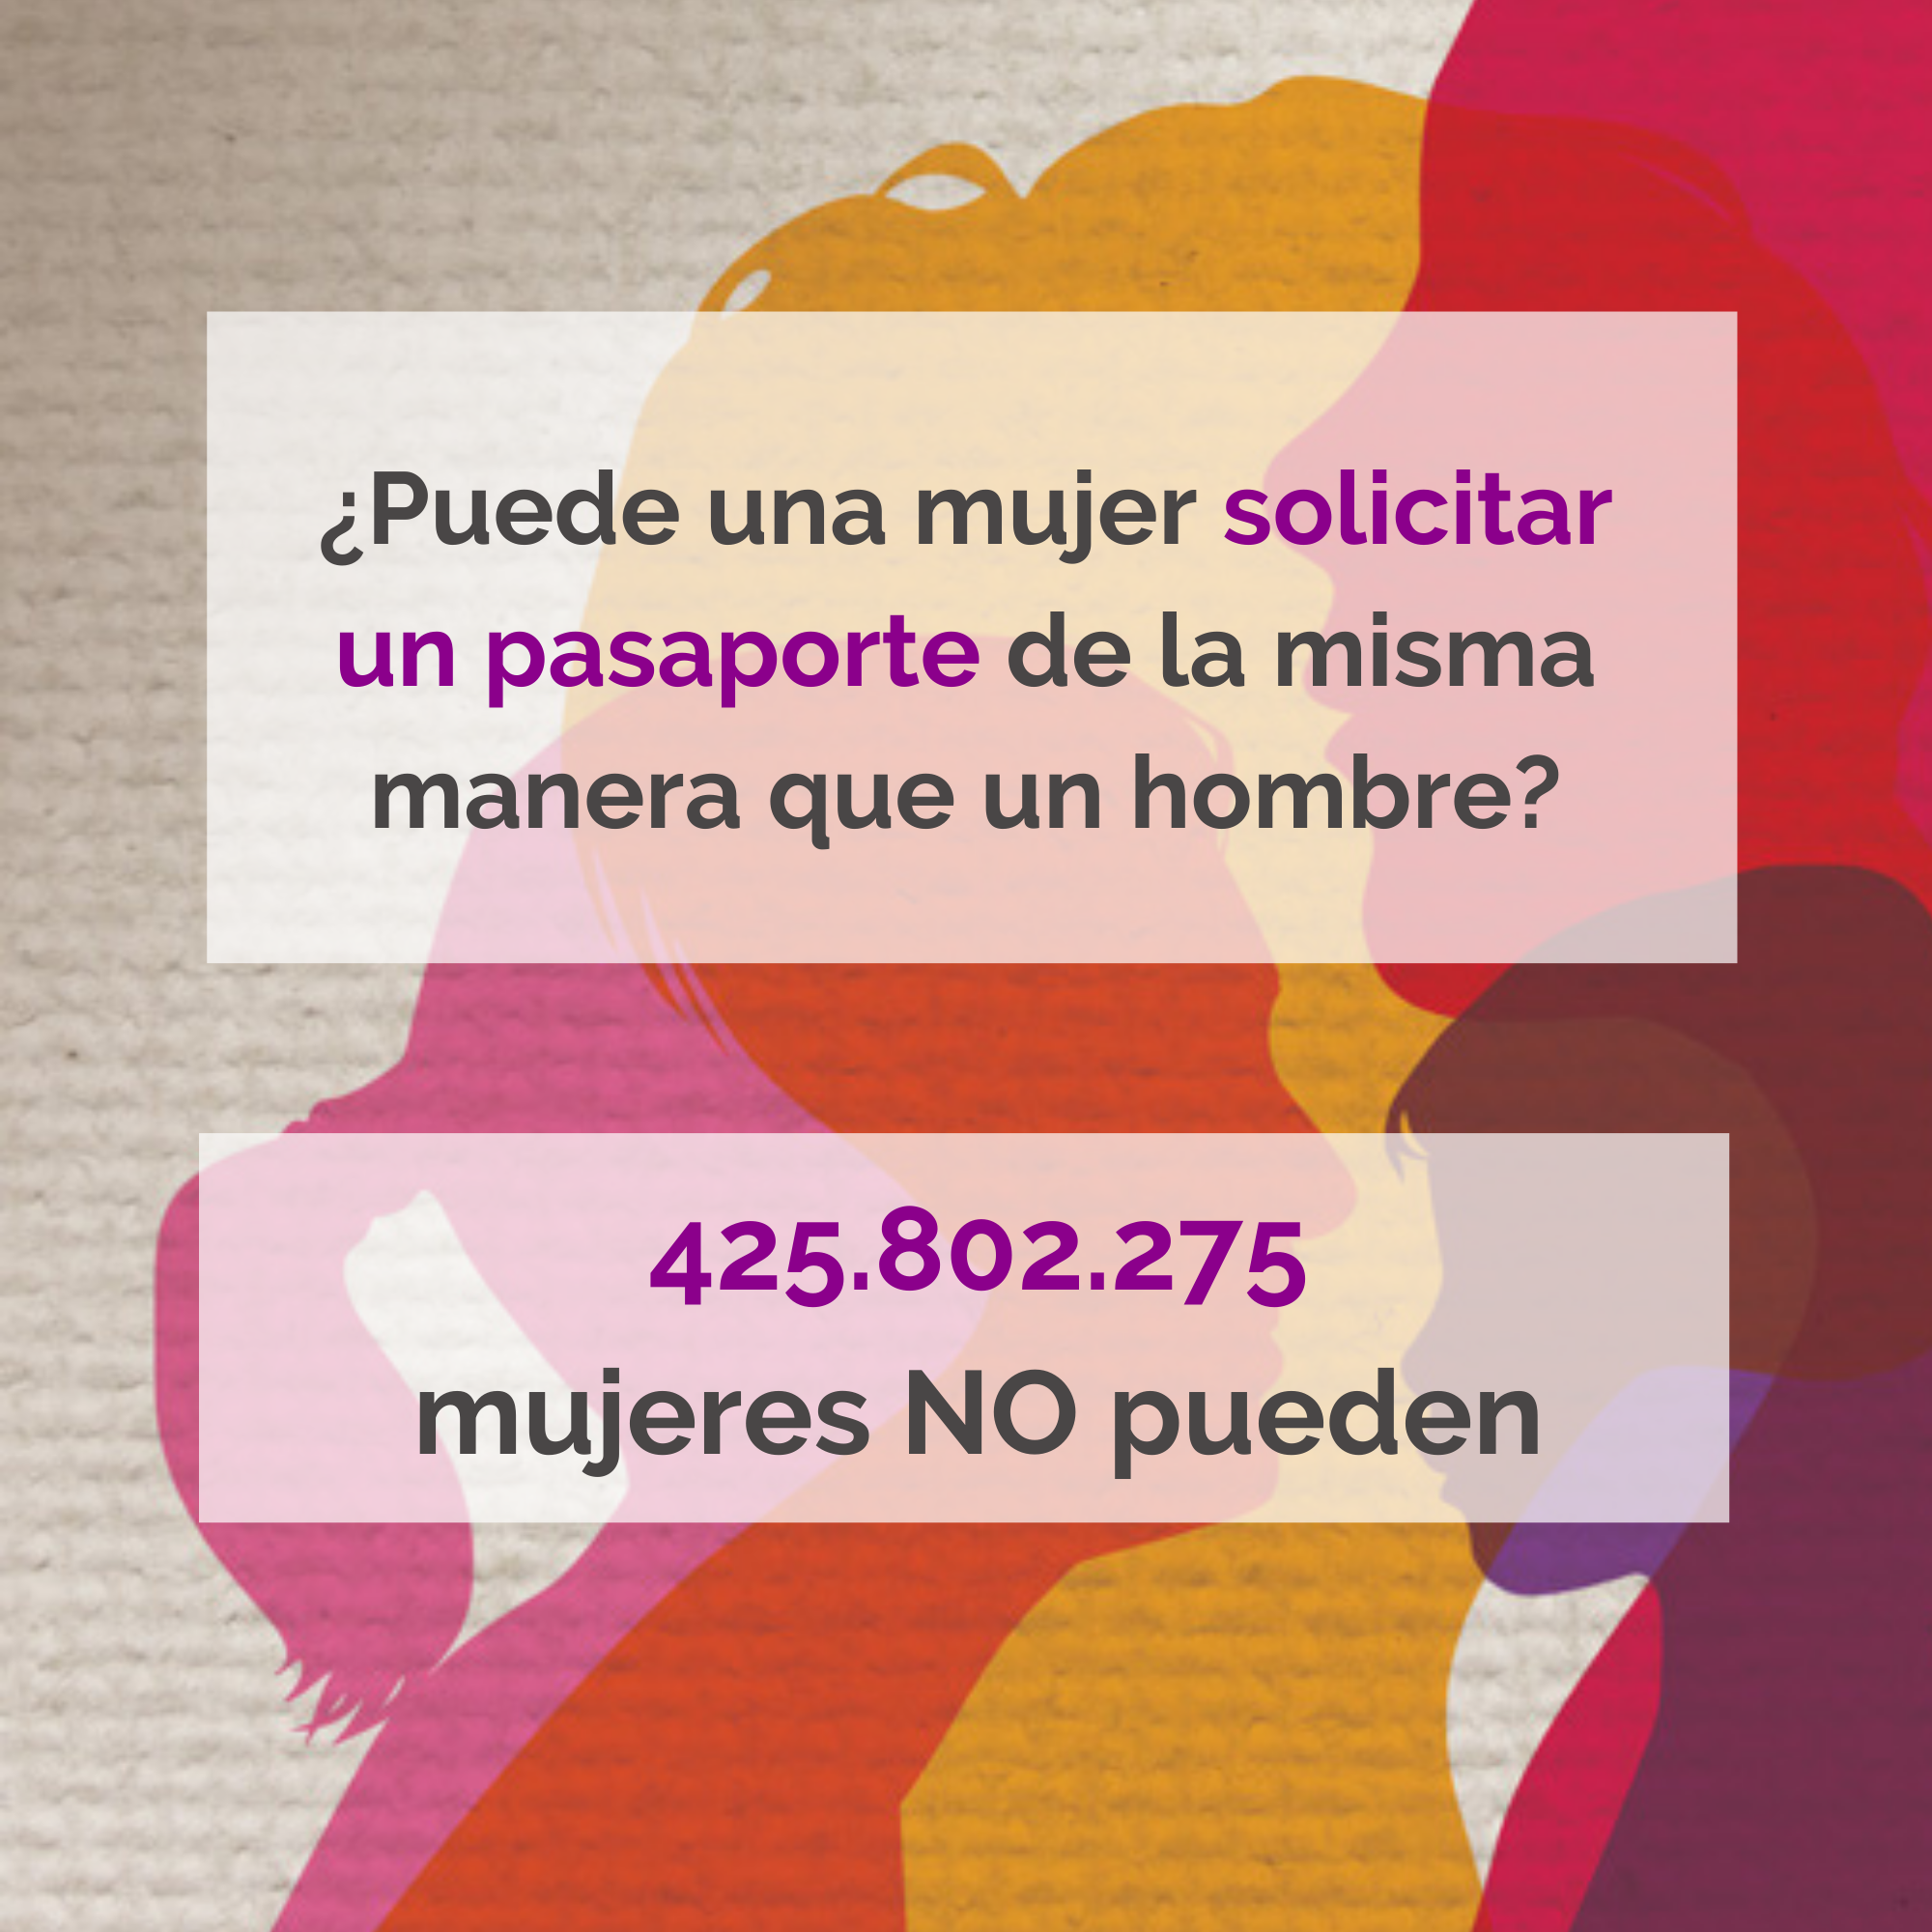 ¿Puede una mujer solicitar
un pasaporte de la misma
manera que un hombre?
425.802.275
mujeres NO pueden